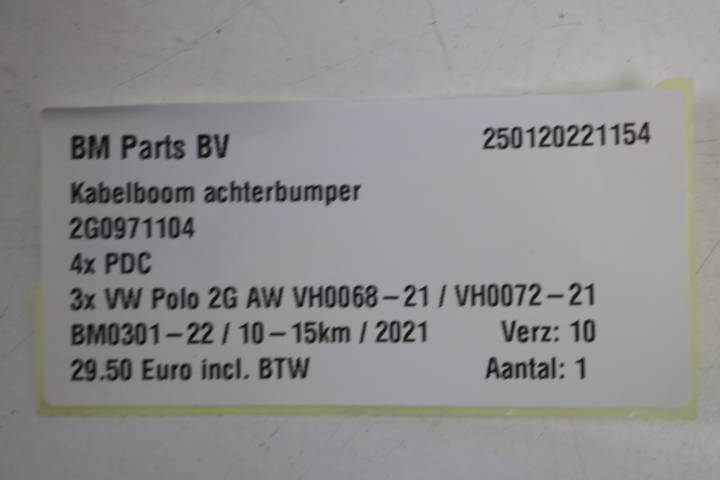 BM Parts BV 250120221154
Kabelboom achterbumper
2G0971104
4x PDC
3x VW Polo 2G AW VH0068-21 / VH0072-21
BM0301-22 / 10-15km / 2021 Verz: 10
29.50 Euro incl. BTW Aantal: 1